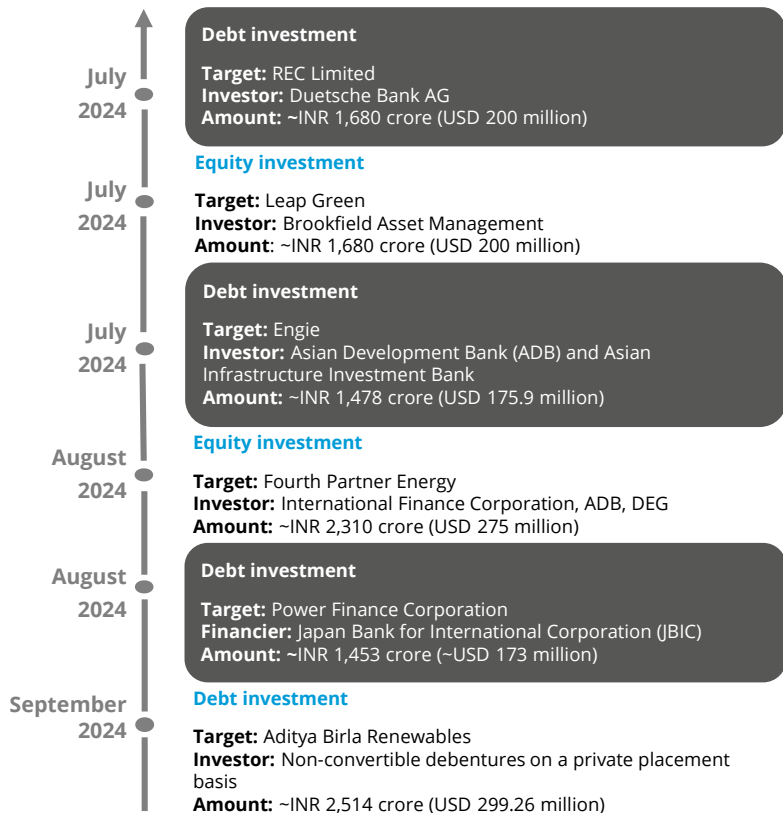 July
2024
Debt investment
Target: REC Limited
Investor: Duetsche Bank AG
Amount: ~INR 1,680 crore (USD 200 million)
July
2024
Equity investment
Target: Leap Green
Investor: Brookfield Asset Management
Amount: ~INR 1,680 crore (USD 200 million)
July
2024
Debt investment
Target: Engie
Investor: Asian Development Bank (ADB) and Asian
Infrastructure Investment Bank
Amount: ~INR 1,478 crore (USD 175.9 million)
August
2024
Equity investment
Target: Fourth Partner Energy
Investor: International Finance Corporation, ADB, DEG
Amount: ~INR 2,310 crore (USD 275 million)
August
2024
Debt investment
Target: Power Finance Corporation
Financier: Japan Bank for International Corporation (JBIC)
Amount: ~INR 1,453 crore (~USD 173 million)
September
2024
Debt investment
Target: Aditya Birla Renewables
Investor: Non-convertible debentures on a private placement
basis
Amount: ~INR 2,514 crore (USD 299.26 million)